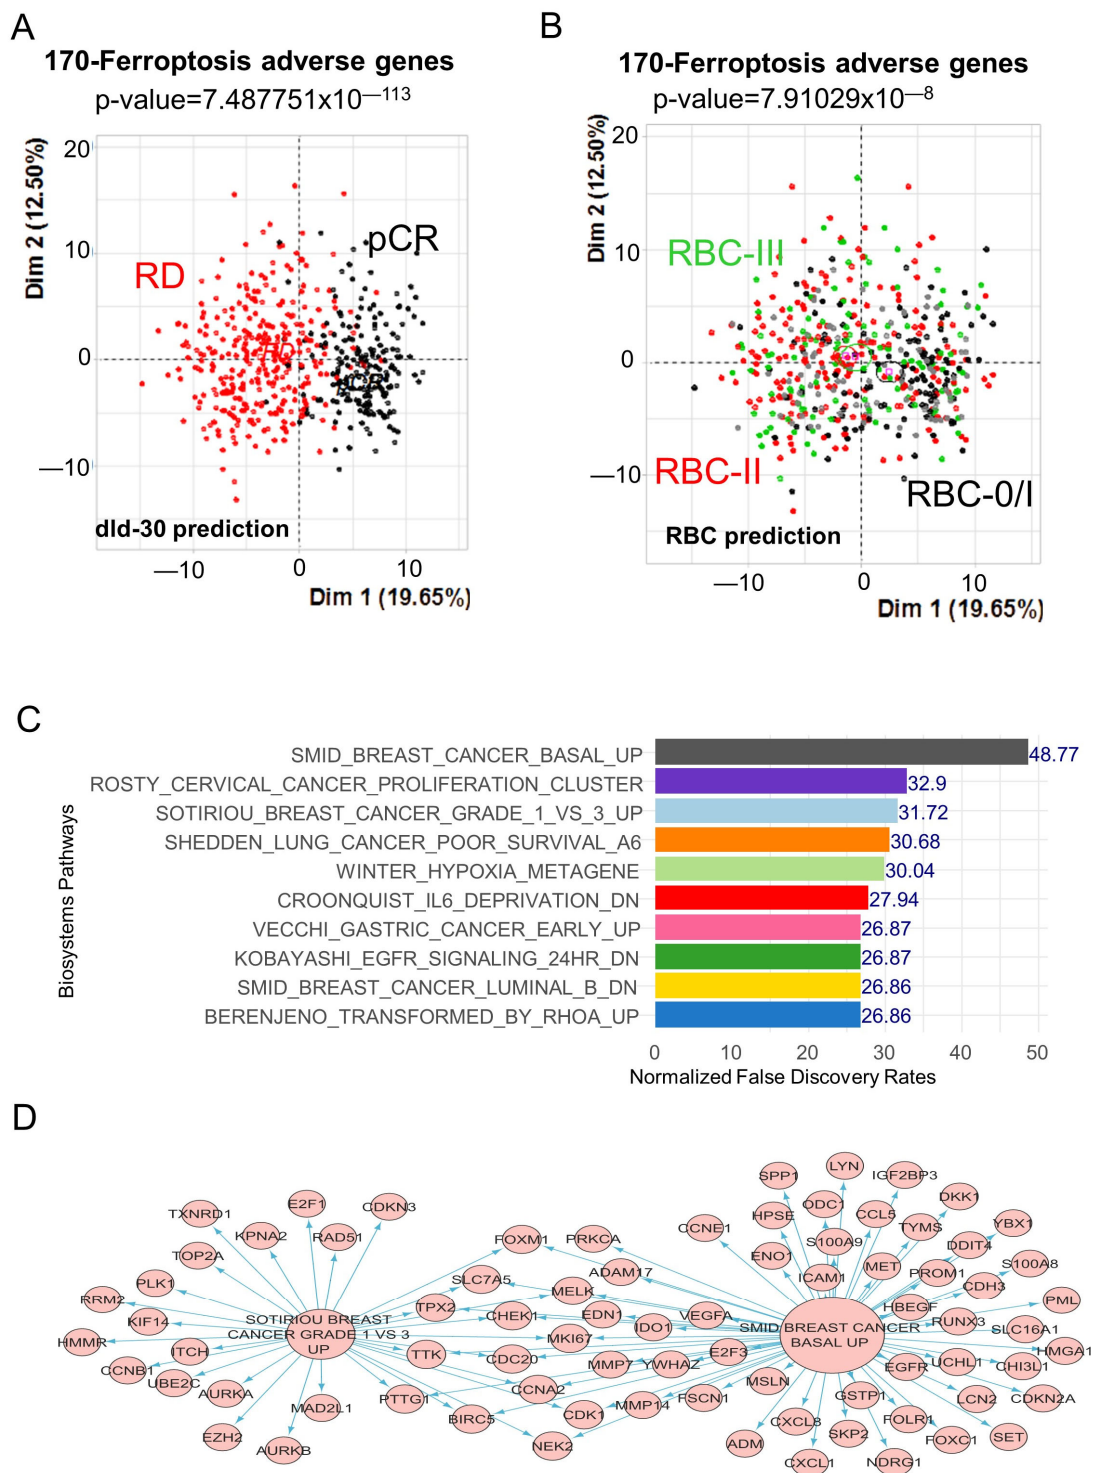 A
170-Ferroptosis adverse genes
p-value=7.487751x10—113
Dim 2 (12.50%)
20
10
0
—10
RD
pCR
dld-30 prediction
—10
0
10
Dim 1 (19.65%)
B
170-Ferroptosis adverse genes
p-value=7.91029x10—8
Dim 2 (12.50%)
20
10
0
—10
RBC-III
RBC-II
RBC-0/I
RBC prediction
—10
0
10
Dim 1 (19.65%)
C
Biosystems Pathways
SMID_BREAST_CANCER_BASAL_UP 48.77
ROSTY_CERVICAL_CANCER_PROLIFERATION_CLUSTER 32.9
SOTIRIOU_BREAST_CANCER_GRADE_1_VS_3_UP 31.72
SHEDDEN_LUNG_CANCER_POOR_SURVIVAL_A6 30.68
WINTER_HYPOXIA_METAGENE 30.04
CROONQUIST_IL6_DEPRIVATION_DN 27.94
VECCHI_GASTRIC_CANCER_EARLY_UP 26.87
KOBAYASHI_EGFR_SIGNALING_24HR_DN 26.87
SMID_BREAST_CANCER_LUMINAL_B_DN 26.86
BERENJENO_TRANSFORMED_BY_RHOA_UP 26.86
0 10 20 30 40 50
Normalized False Discovery Rates
D
TXNRD1
E2F1
CDKN3
KPNA2
RAD51
TOP2A
PLK1
RRM2
KIF14
HMMR
ITCH
CCNB1
UBE2C
AURKA
MAD2L1
EZH2
AURKB
SOTIRIOU BREAST
CANCER GRADE 1 VS 3
UP
FOXM1
PRKCA
SLC7A5
ADAM17
MELK
TPX2
CHEK1
EDN1
IDO1
VEGFA
MKI67
TTK
CDC20
MMP7
YWHAZ
E2F3
PTTG1
CCNA2
BIRC5
CDK1
MMP14
FSCN1
NEK2
SMID BREAST CANCER
BASAL UP
SPP1
LYN
IGF2BP3
DKK1
CCNE1
HPSE
ODC1
CCL5
TYMS
YBX1
S100A9
ENO1
DDIT4
MET
PROM1
S100A8
ICAM1
CDH3
HBEGF
RUNX3
PML
SLC16A1
HMGA1
EGFR
UCHL1
CHI3L1
MSLN
GSTP1
LCN2
CDKN2A
CXCL8
FOLR1
SKP2
FOXC1
SET
ADM
CXCL1
NDRG1